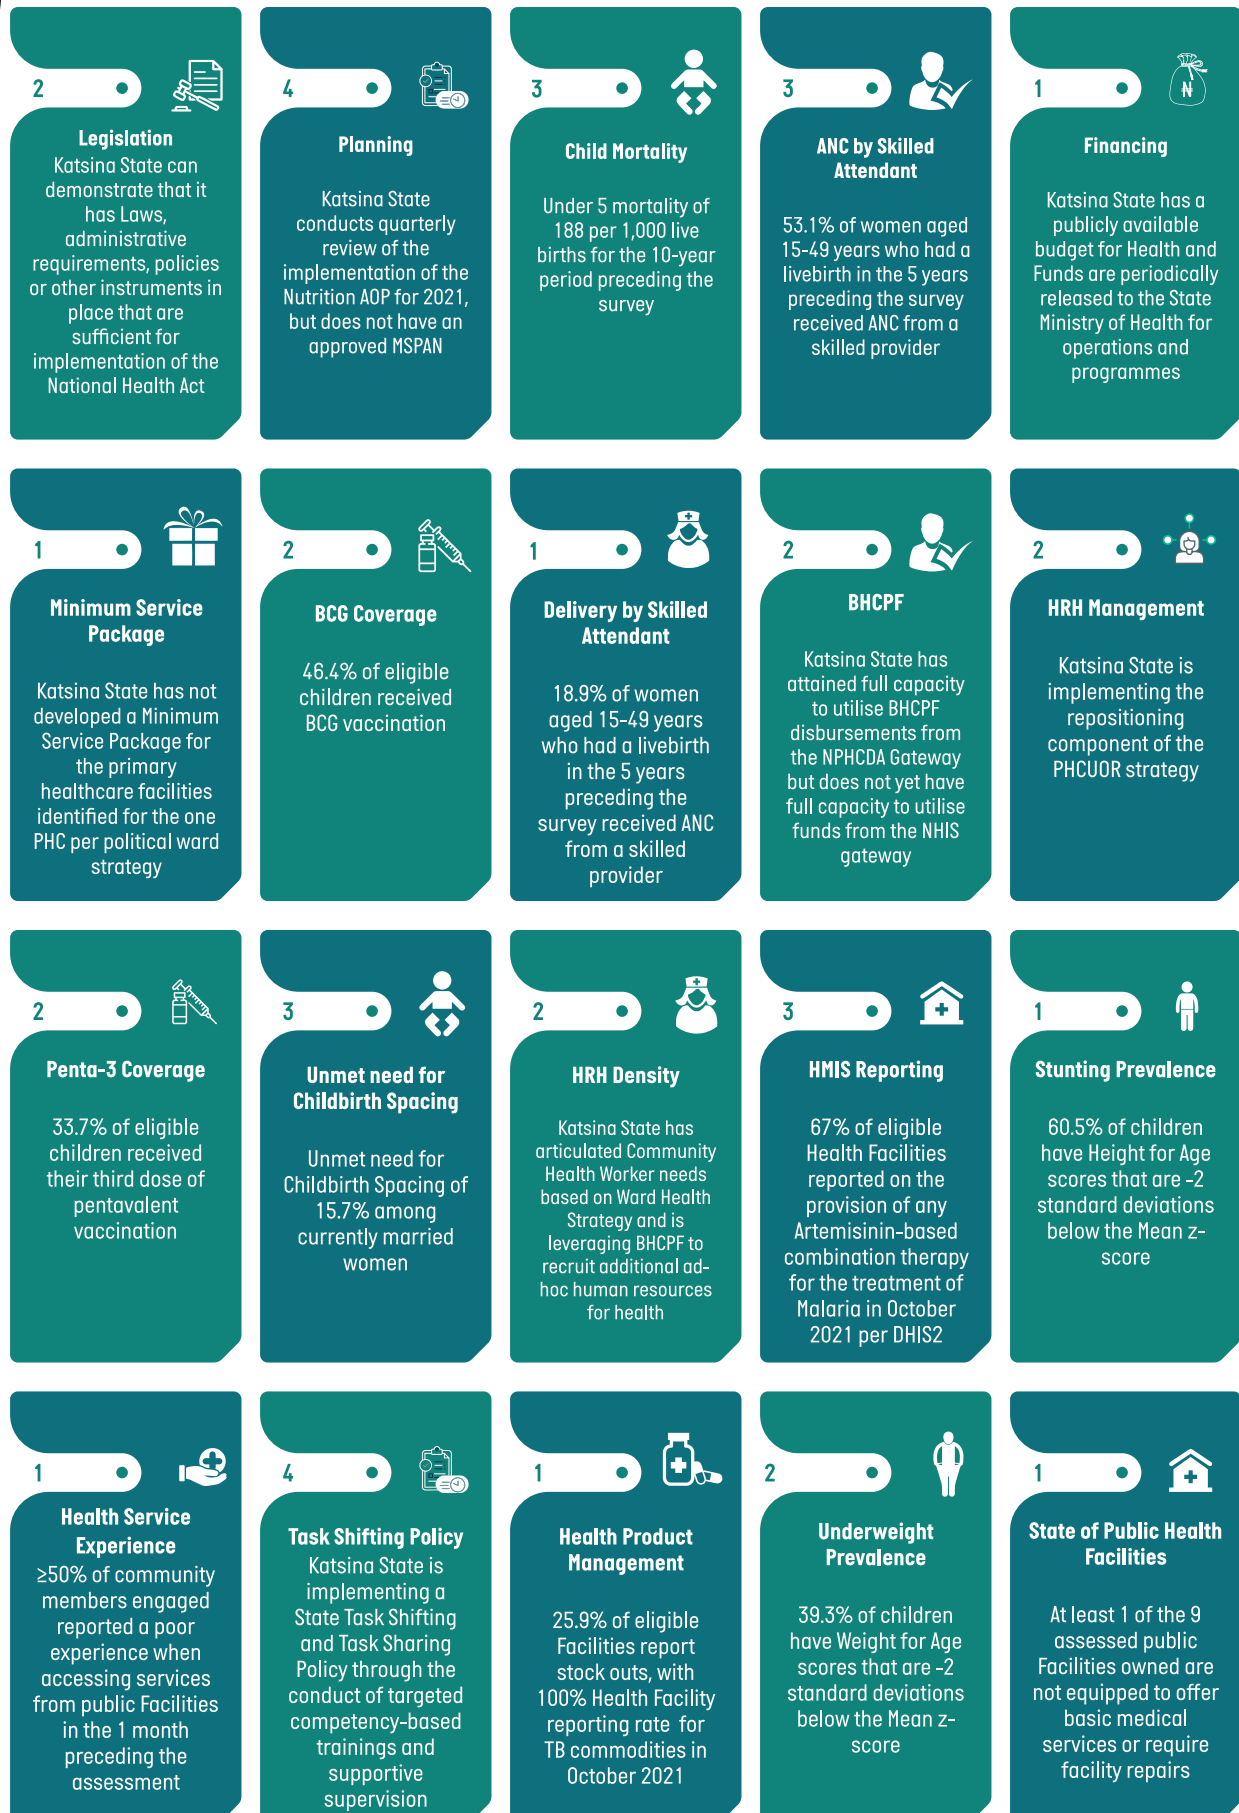 2
Legislation
Katsina State can
demonstrate that it
has Laws,
administrative
requirements, policies
or other instruments in
place that are
sufficient for
implementation of the
National Health Act
4
Planning
Katsina State
conducts quarterly
review of the
implementation of the
Nutrition AOP for 2021,
but does not have an
approved MSPAN
3
Child Mortality
Under 5 mortality of
188 per 1,000 live
births for the 10-year
period preceding the
survey
3
ANC by Skilled
Attendant
53.1% of women aged
15-49 years who had a
livebirth in the 5 years
preceding the survey
received ANC from a
skilled provider
1
₦
Financing
Katsina State has a
publicly available
budget for Health and
Funds are periodically
released to the State
Ministry of Health for
operations and
programmes
1
Minimum Service
Package
Katsina State has not
developed a Minimum
Service Package for
the primary
healthcare facilities
identified for the one
PHC per political ward
strategy
2
BCG Coverage
46.4% of eligible
children received
BCG vaccination
1
Delivery by Skilled
Attendant
18.9% of women
aged 15-49 years
who had a livebirth
in the 5 years
preceding the
survey received ANC
from a skilled
provider
2
BHCPF
Katsina State has
attained full capacity
to utilise BHCPF
disbursements from
the NPHCDA Gateway
but does not yet have
full capacity to utilise
funds from the NHIS
gateway
2
HRH Management
Katsina State is
implementing the
repositioning
component of the
PHCUOR strategy
2
Penta-3 Coverage
33.7% of eligible
children received
their third dose of
pentavalent
vaccination
3
Unmet need for
Childbirth Spacing
Unmet need for
Childbirth Spacing of
15.7% among
currently married
women
2
HRH Density
Katsina State has
articulated Community
Health Worker needs
based on Ward Health
Strategy and is
leveraging BHCPF to
recruit additional ad-
hoc human resources
for health
3
HMIS Reporting
67% of eligible
Health Facilities
reported on the
provision of any
Artemisinin-based
combination therapy
for the treatment of
Malaria in October
2021 per DHIS2
1
Stunting Prevalence
60.5% of children
have Height for Age
scores that are -2
standard deviations
below the Mean z-
score
1
Health Service
Experience
≥50% of community
members engaged
reported a poor
experience when
accessing services
from public Facilities
in the 1 month
preceding the
assessment
4
Task Shifting Policy
Katsina State is
implementing a
State Task Shifting
and Task Sharing
Policy through the
conduct of targeted
competency-based
trainings and
supportive
supervision
1
Health Product
Management
25.9% of eligible
Facilities report
stock outs, with
100% Health Facility
reporting rate for
TB commodities in
October 2021
2
Underweight
Prevalence
39.3% of children
have Weight for Age
scores that are -2
standard deviations
below the Mean z-
score
1
State of Public Health
Facilities
At least 1 of the 9
assessed public
Facilities owned are
not equipped to offer
basic medical
services or require
facility repairs